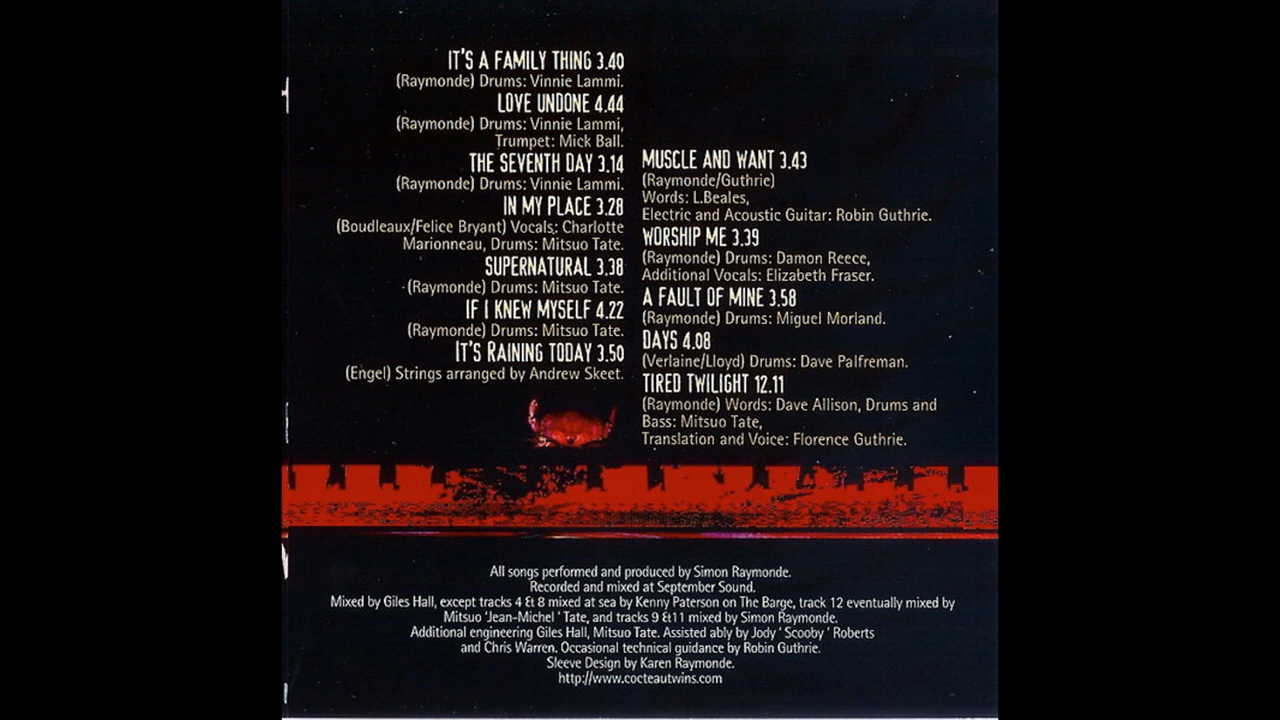 IT'S A FAMILY THING 3.40
(Raymonde) Drums: Vinnie Lammi.
LOVE UNDONE 4.44
(Raymonde) Drums: Vinnie Lammi,
Trumpet: Mick Ball.
THE SEVENTH DAY 3.14
(Raymonde) Drums: Vinnie Lammi.
IN MY PLACE 3.28
(Boudleaux/Felice Bryant) Vocals: Charlotte
Marionneau, Drums: Mitsuo Tate.
SUPERNATURAL 3.38
(Raymonde) Drums: Mitsuo Tate.
IF I KNEW MYSELF 4.22
(Raymonde) Drums: Mitsuo Tate.
IT'S RAINING TODAY 3.50
(Engel) Strings arranged by Andrew Skeet.
MUSCLE AND WANT 3.43
(Raymonde/Guthrie)
Words: L.Beales,
Electric and Acoustic Guitar: Robin Guthrie.
WORSHIP ME 3.39
(Raymonde) Drums: Damon Reece,
Additional Vocals: Elizabeth Fraser.
A FAULT OF MINE 3.58
(Raymonde) Drums: Miguel Morland.
DAYS 4.08
(Verlaine/Lloyd) Drums: Dave Palfreman.
TIRED TWILIGHT 12.11
(Raymonde) Words: Dave Allison, Drums and
Bass: Mitsuo Tate,
Translation and Voice: Florence Guthrie.
All songs performed and produced by Simon Raymonde.
Recorded and mixed at September Sound.
Mixed by Giles Hall, except tracks 4 & 8 mixed at sea by Kenny Paterson on The Barge, track 12 eventually mixed by
Mitsuo 'Jean-Michel ' Tate, and tracks 9 &11 mixed by Simon Raymonde.
Additional engineering Giles Hall, Mitsuo Tate. Assisted ably by Jody ' Scooby ' Roberts
and Chris Warren. Occasional technical guidance by Robin Guthrie.
Sleeve Design by Karen Raymonde.
http://www.cocteautwins.com